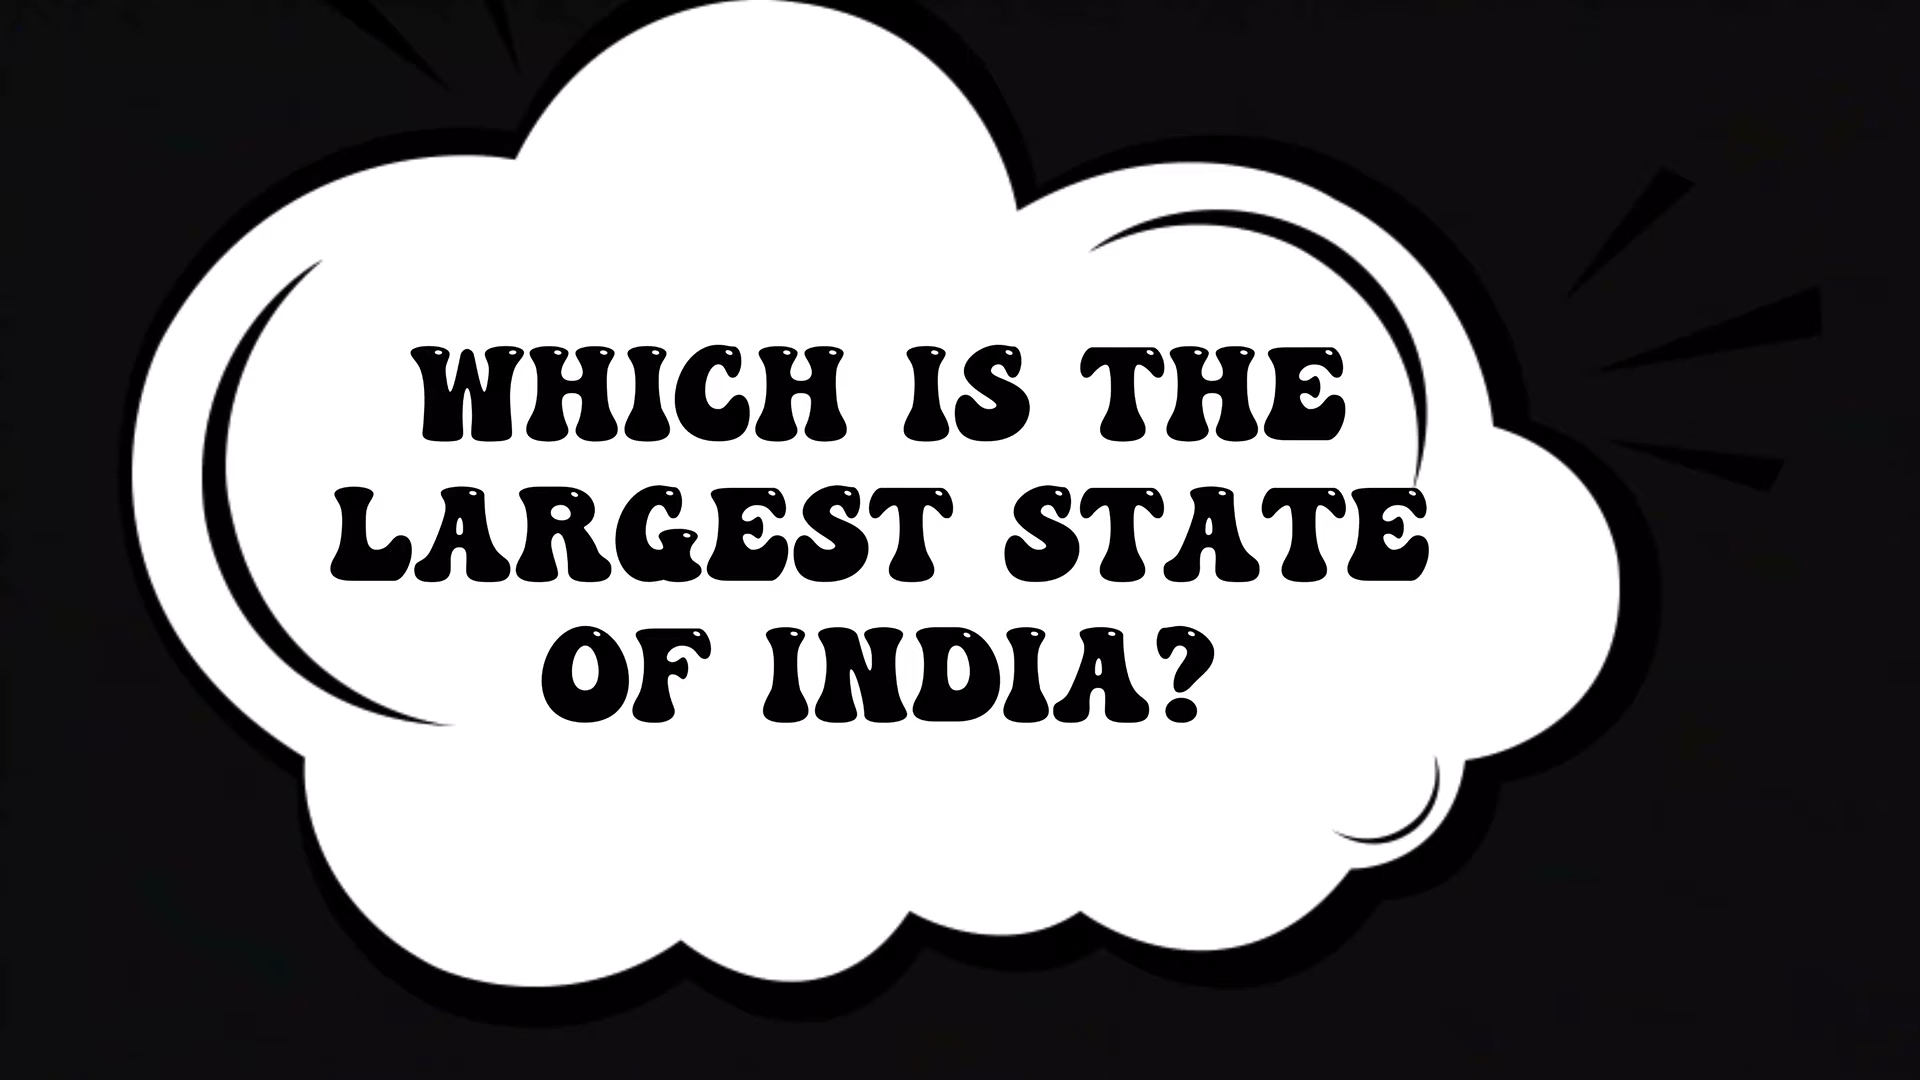 WHICH IS THE
LARGEST STATE
OF INDIA?